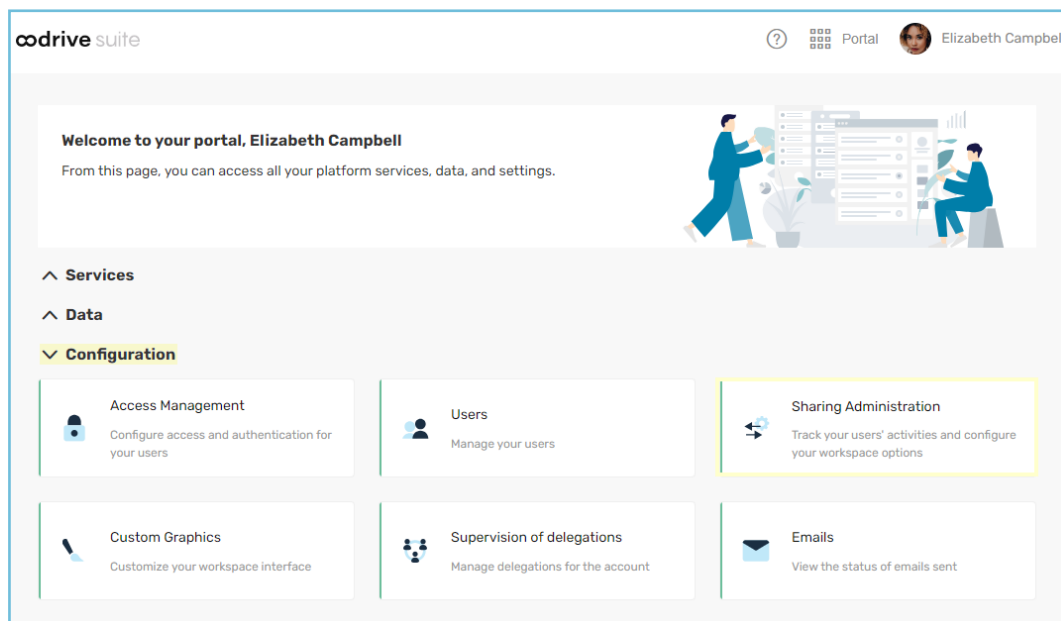 oodrive suite
Portal
Elizabeth Campbel
Welcome to your portal, Elizabeth Campbell
From this page, you can access all your platform services, data, and settings.
Services
Data
Configuration
Access Management
Configure access and authentication for
your users
Users
Manage your users
Sharing Administration
Track your users' activities and configure
your workspace options
Custom Graphics
Customize your workspace interface
Supervision of delegations
Manage delegations for the account
Emails
View the status of emails sent